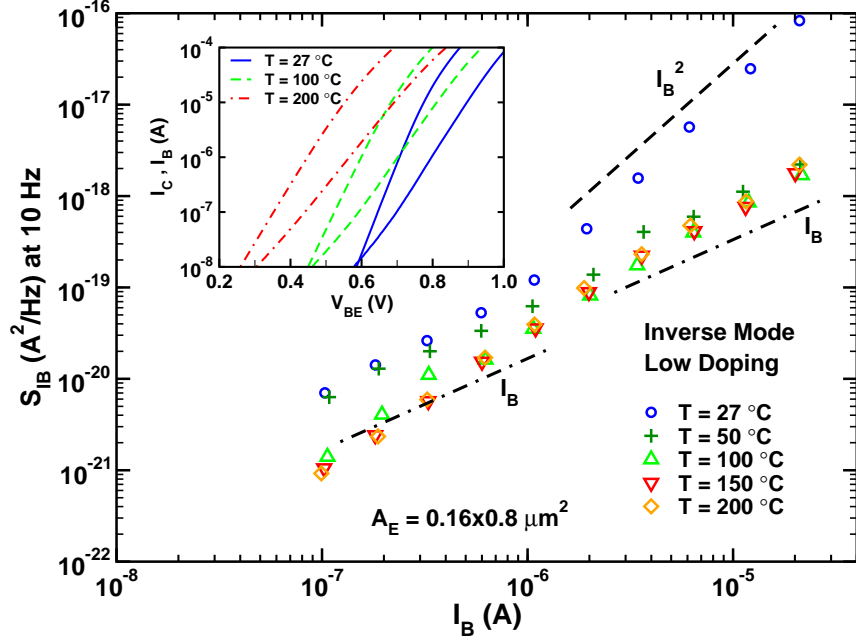 10^-16
10^-17
10^-18
10^-19
10^-20
10^-21
10^-22
S_IB (A^2/Hz) at 10 Hz
10^-8
10^-7
10^-6
10^-5
I_B (A)
T = 27 °C
T = 100 °C
T = 200 °C
10^-4
10^-5
10^-6
10^-7
10^-8
I_C , I_B (A)
0.2
0.4
0.6
0.8
1.0
V_BE (V)
I_B^2
I_B
I_B
Inverse Mode
Low Doping
T = 27 °C
T = 50 °C
T = 100 °C
T = 150 °C
T = 200 °C
A_E = 0.16x0.8 μm^2